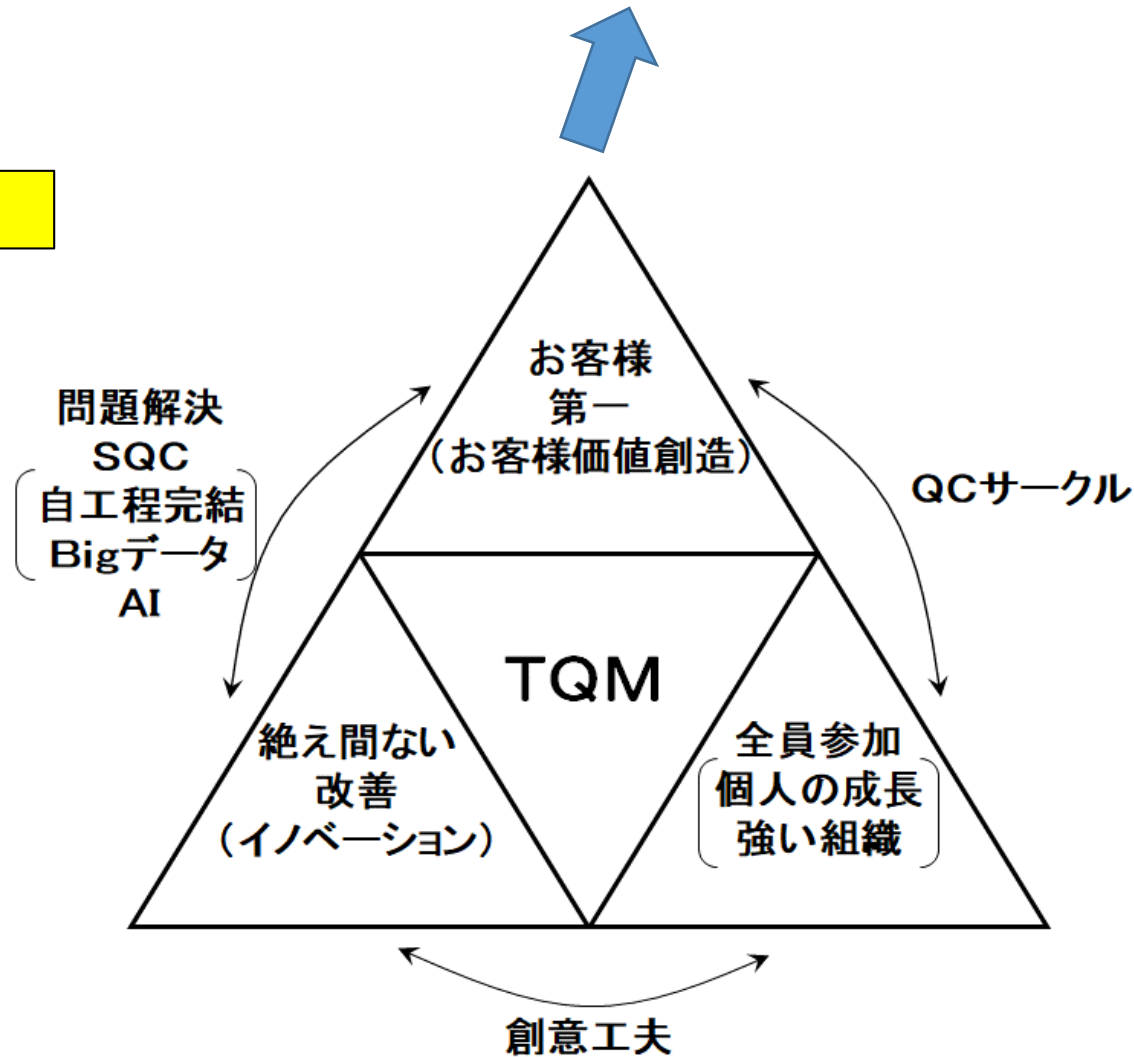 お客様
第一
（お客様価値創造）
問題解決
SQC
自工程完結
Bigデータ
AI
QCサークル
TQM
絶え間ない
改善
（イノベーション）
全員参加
個人の成長
強い組織
創意工夫